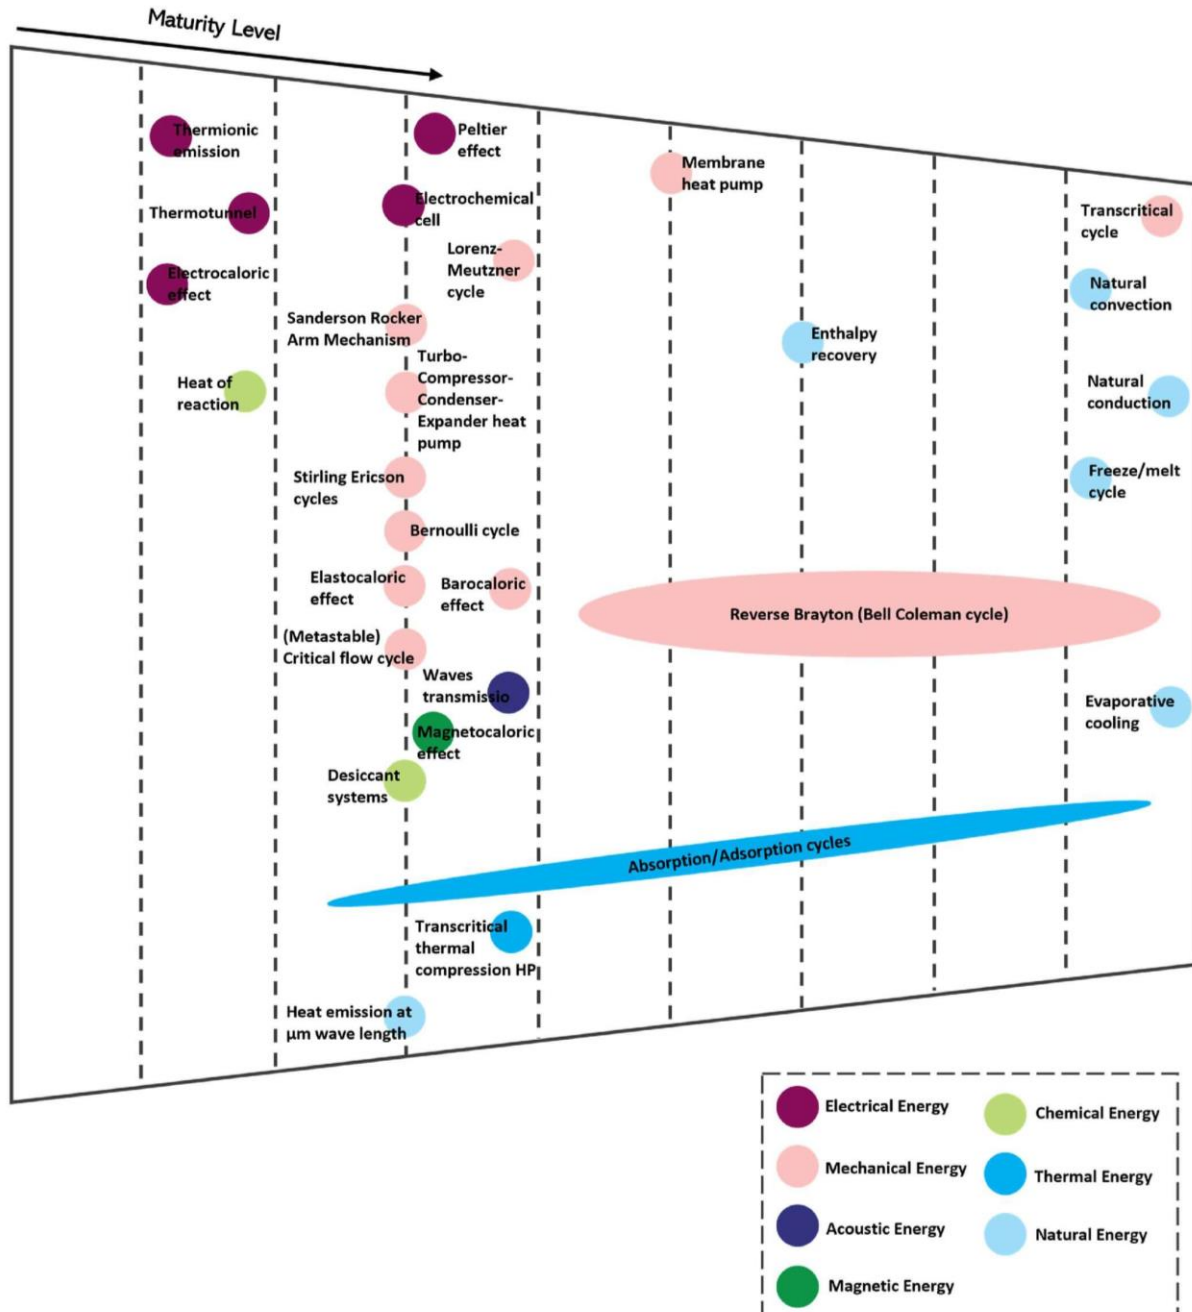 Maturity Level
Thermionic
emission
Peltier
effect
Membrane
heat pump
Thermotunnel
Electrochemical
cell
Transcritical
cycle
Lorenz-
Meutzner
cycle
Electrocaloric
effect
Natural
convection
Sanderson Rocker
Arm Mechanism
Enthalpy
recovery
Turbo-
Compressor-
Condenser-
Expander heat
pump
Heat of
reaction
Natural
conduction
Stirling Ericson
cycles
Freeze/melt
cycle
Bernoulli cycle
Elastocaloric
effect
Barocaloric
effect
Reverse Brayton (Bell Coleman cycle)
(Metastable)
Critical flow cycle
Waves
transmissio
Evaporative
cooling
Magnetocaloric
effect
Desiccant
systems
Absorption/Adsorption cycles
Transcritical
thermal
compression HP
Heat emission at
µm wave length
Electrical Energy
Chemical Energy
Mechanical Energy
Thermal Energy
Acoustic Energy
Natural Energy
Magnetic Energy